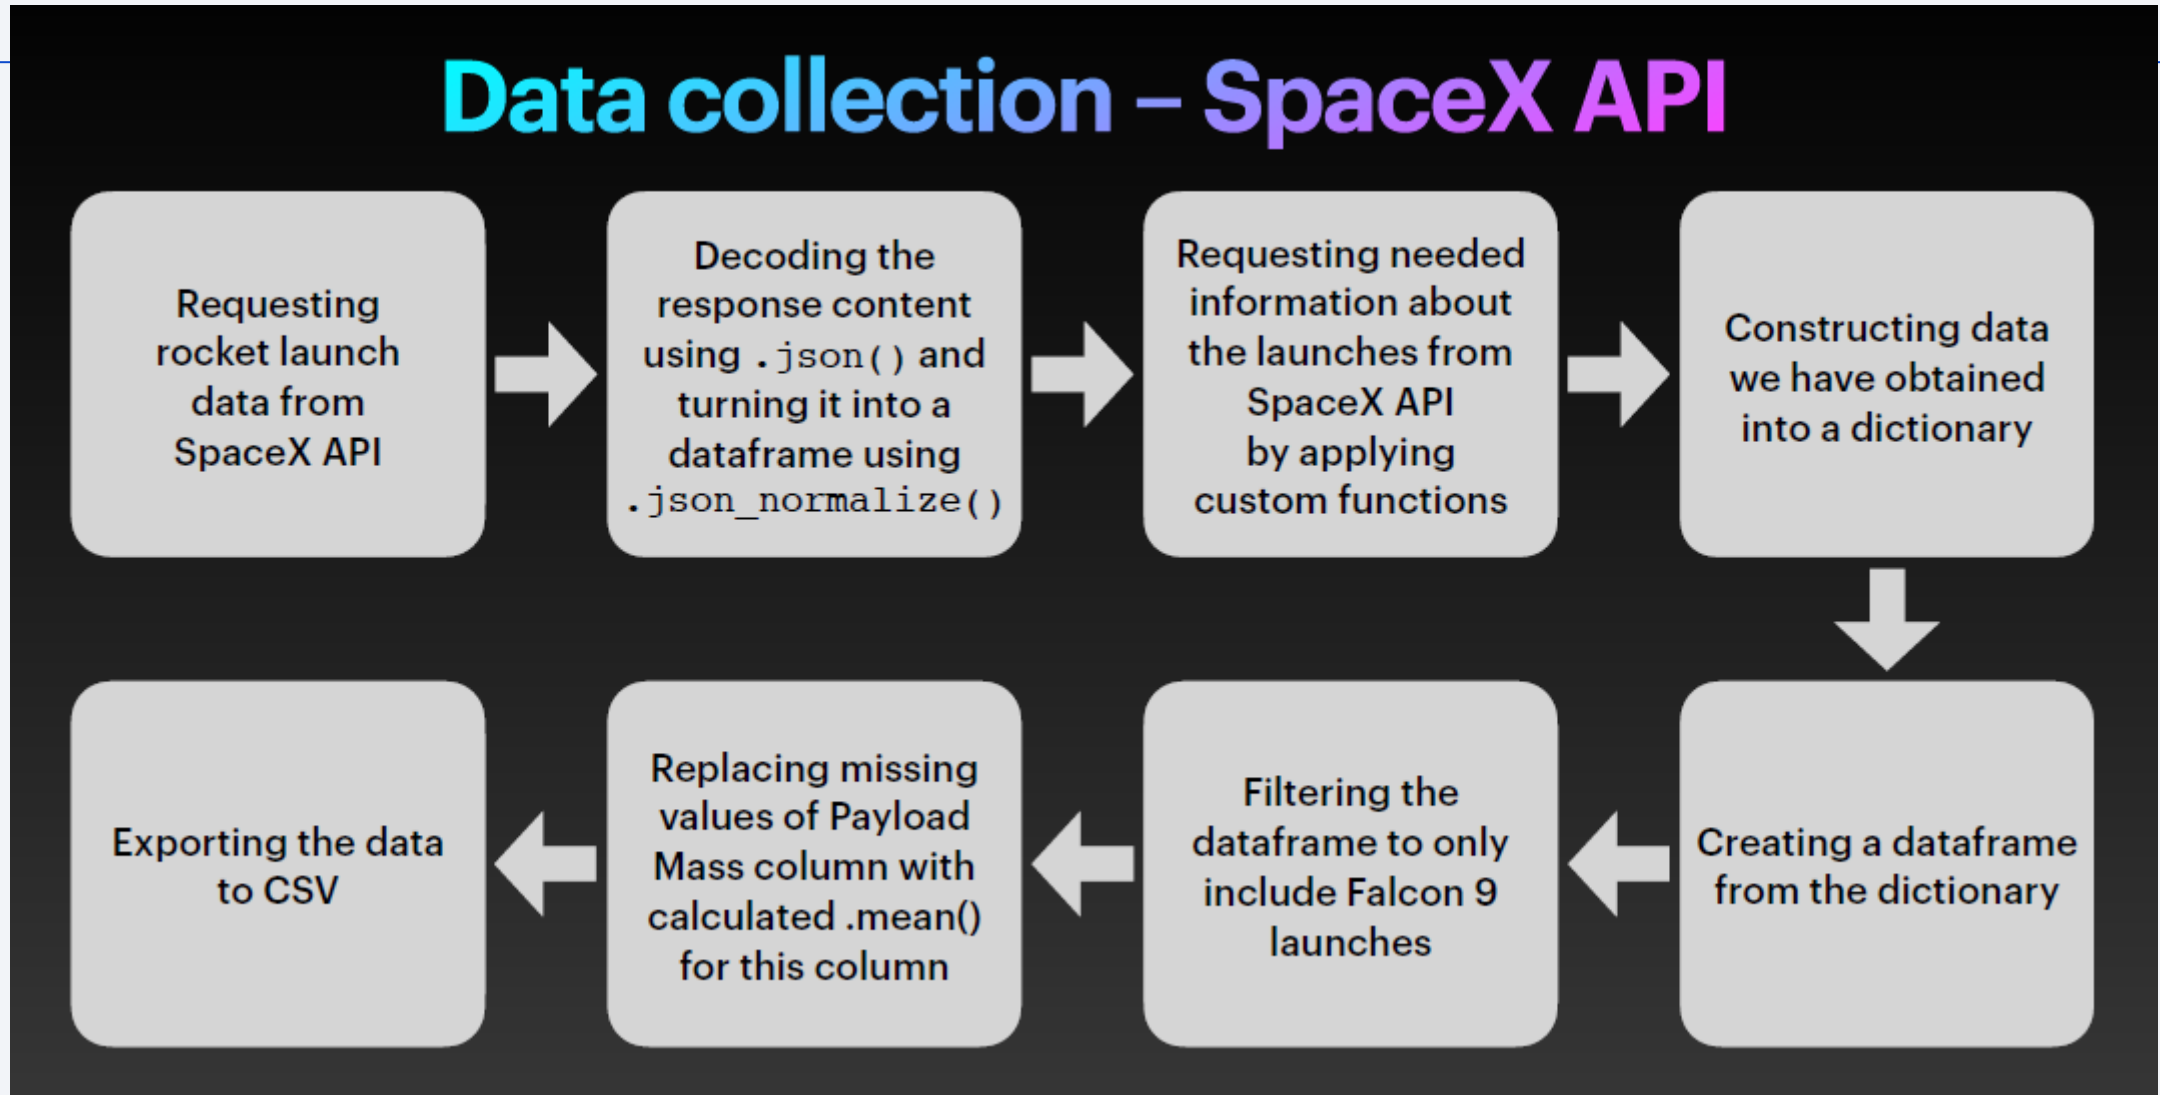 Data collection – SpaceX API
Requesting
rocket launch
data from
SpaceX API
Decoding the
response content
using .json() and
turning it into a
dataframe using
.json_normalize()
Requesting needed
information about
the launches from
SpaceX API
by applying
custom functions
Constructing data
we have obtained
into a dictionary
Creating a dataframe
from the dictionary
Filtering the
dataframe to only
include Falcon 9
launches
Replacing missing
values of Payload
Mass column with
calculated .mean()
for this column
Exporting the data
to CSV